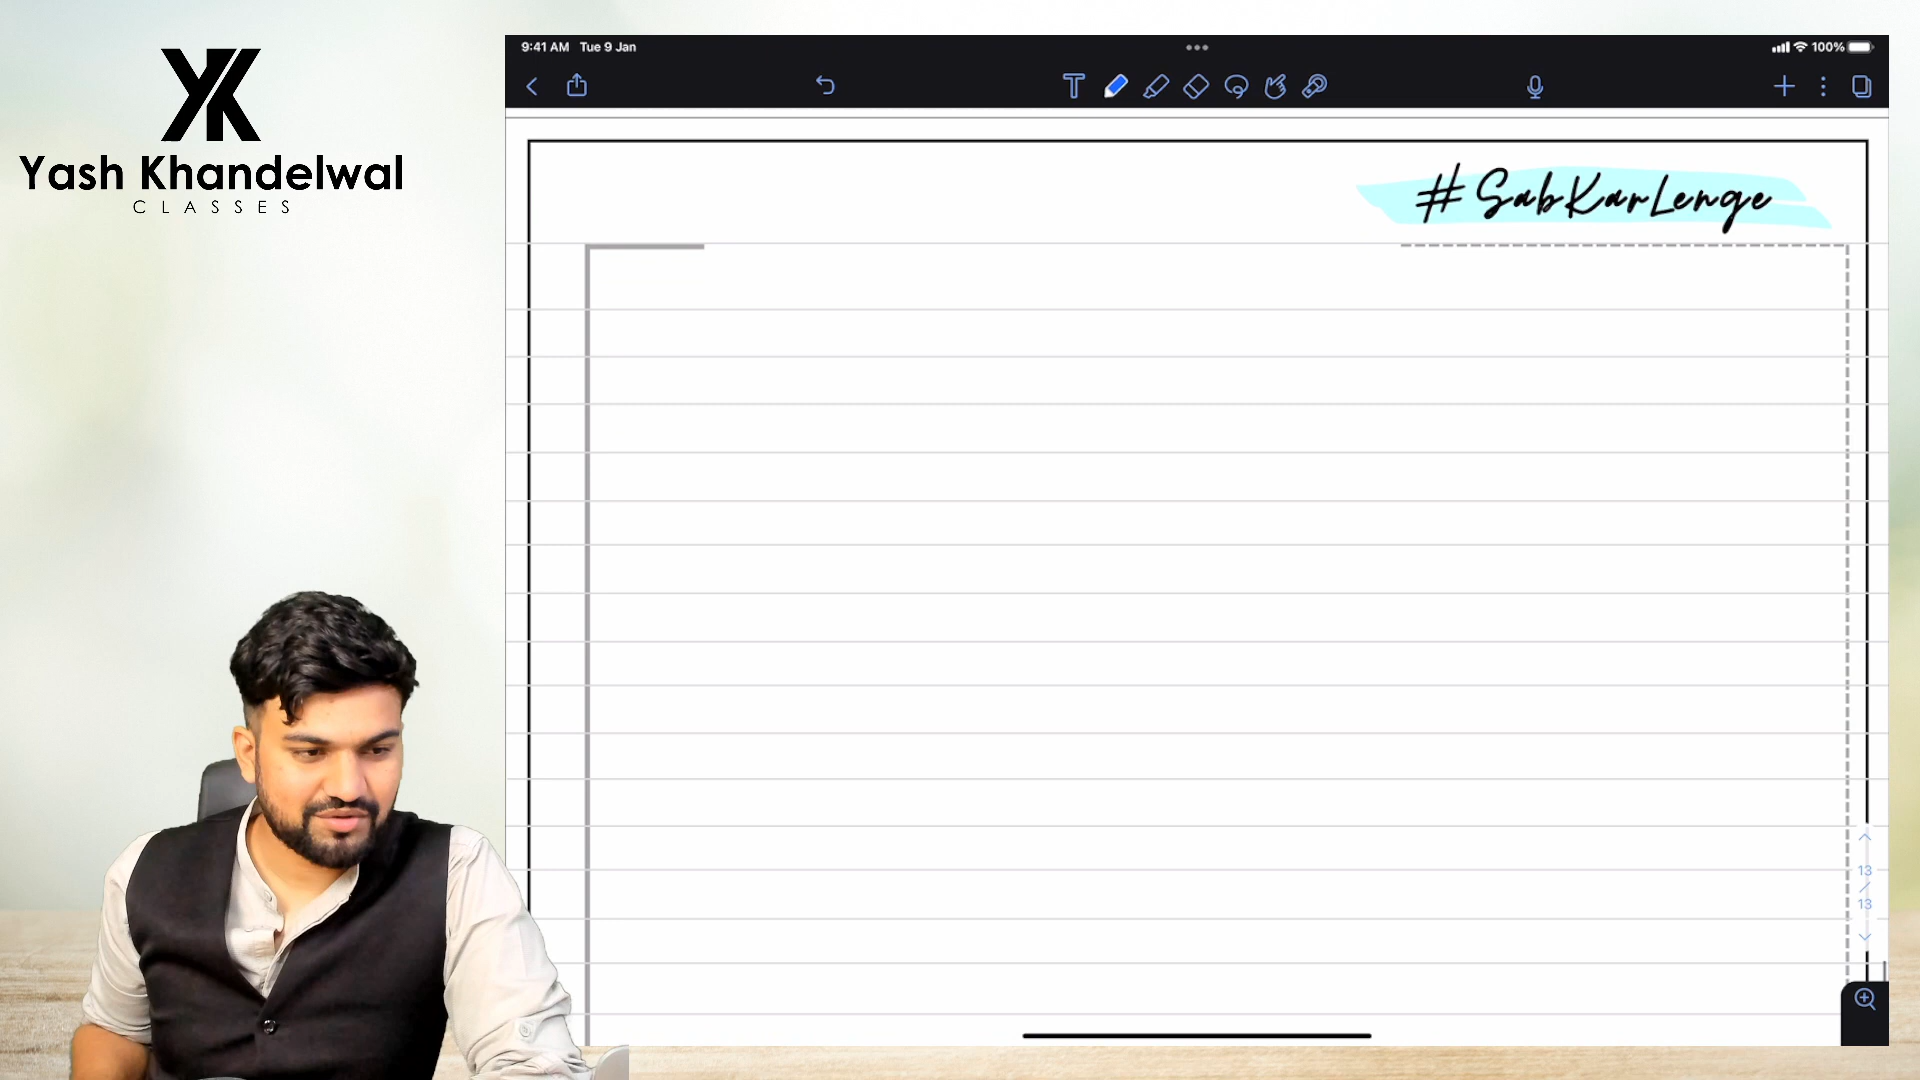 Yash Khandelwal
CLASSES
9:41 AM Tue 9 Jan
100%
#SabKarLenge
13
/
13